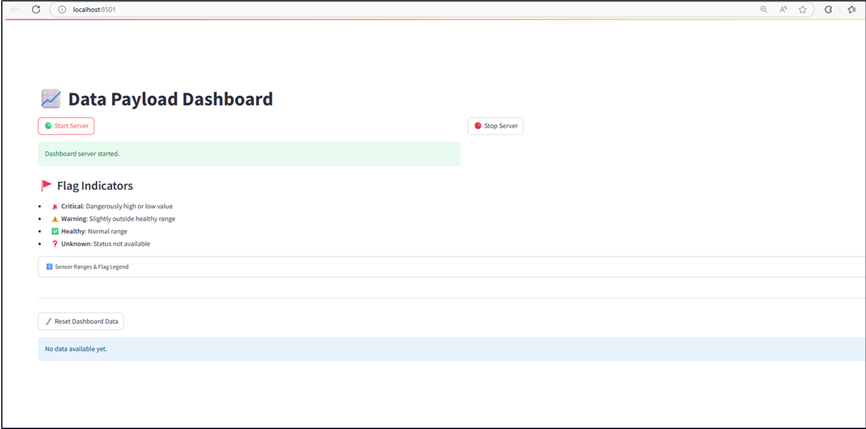 localhost:8501
Data Payload Dashboard
Start Server
Stop Server
Dashboard server started.
Flag Indicators
Critical: Dangerously high or low value
Warning: Slightly outside healthy range
Healthy: Normal range
Unknown: Status not available
Sensor Ranges & Flag Legend
Reset Dashboard Data
No data available yet.